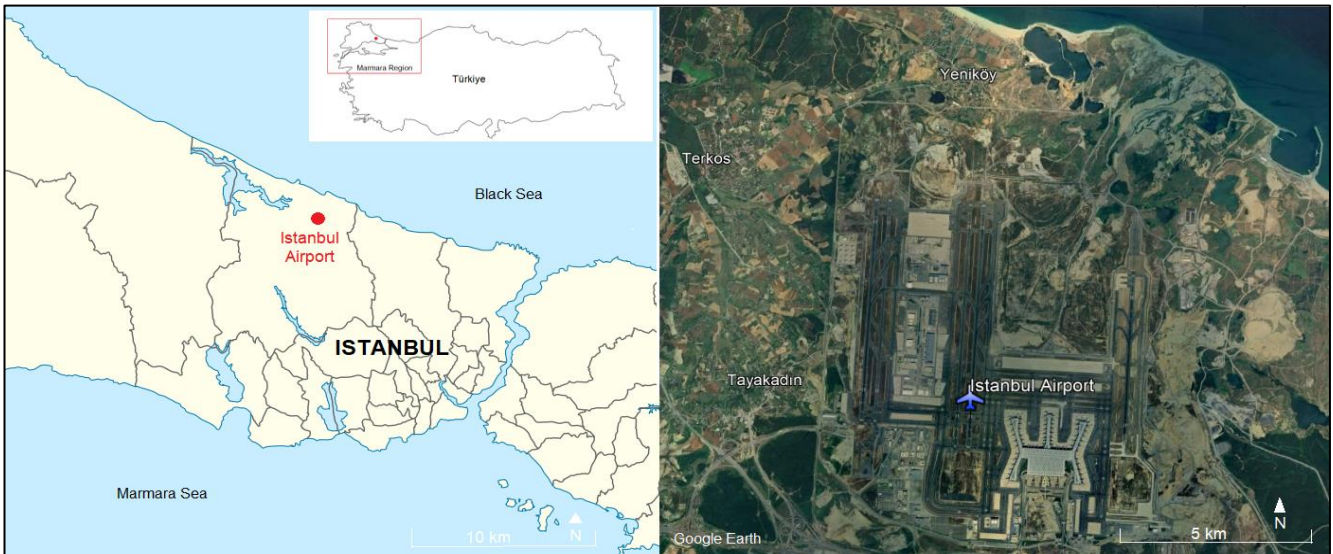 Marmara Region
Türkiye
Black Sea
Istanbul
Airport
ISTANBUL
Marmara Sea
10 km
N
Yeniköy
Terkos
Tayakadın
Istanbul Airport
Google Earth
5 km
N